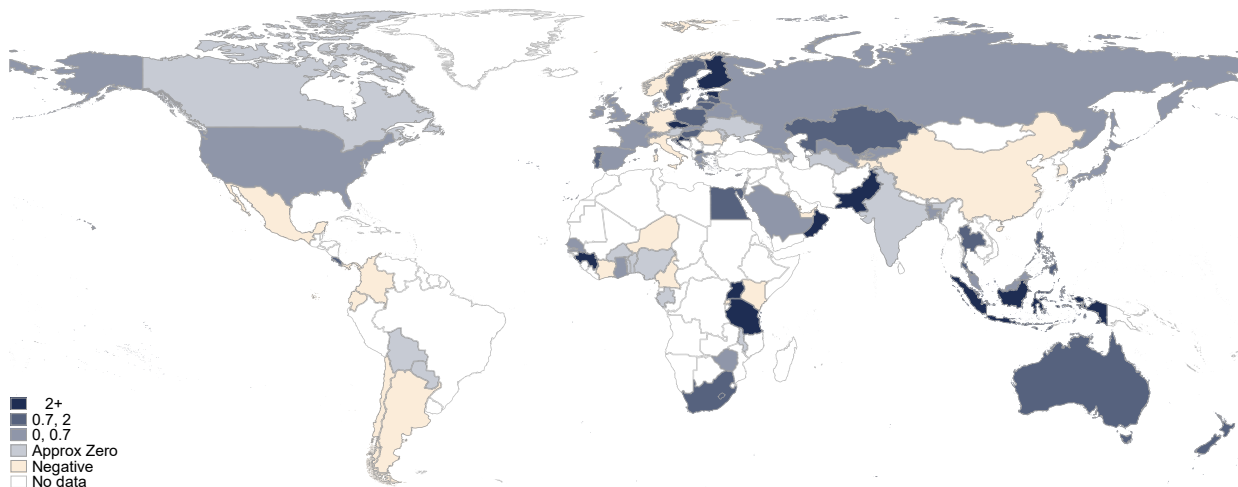 2+
0.7, 2
0, 0.7
Approx Zero
Negative
No data